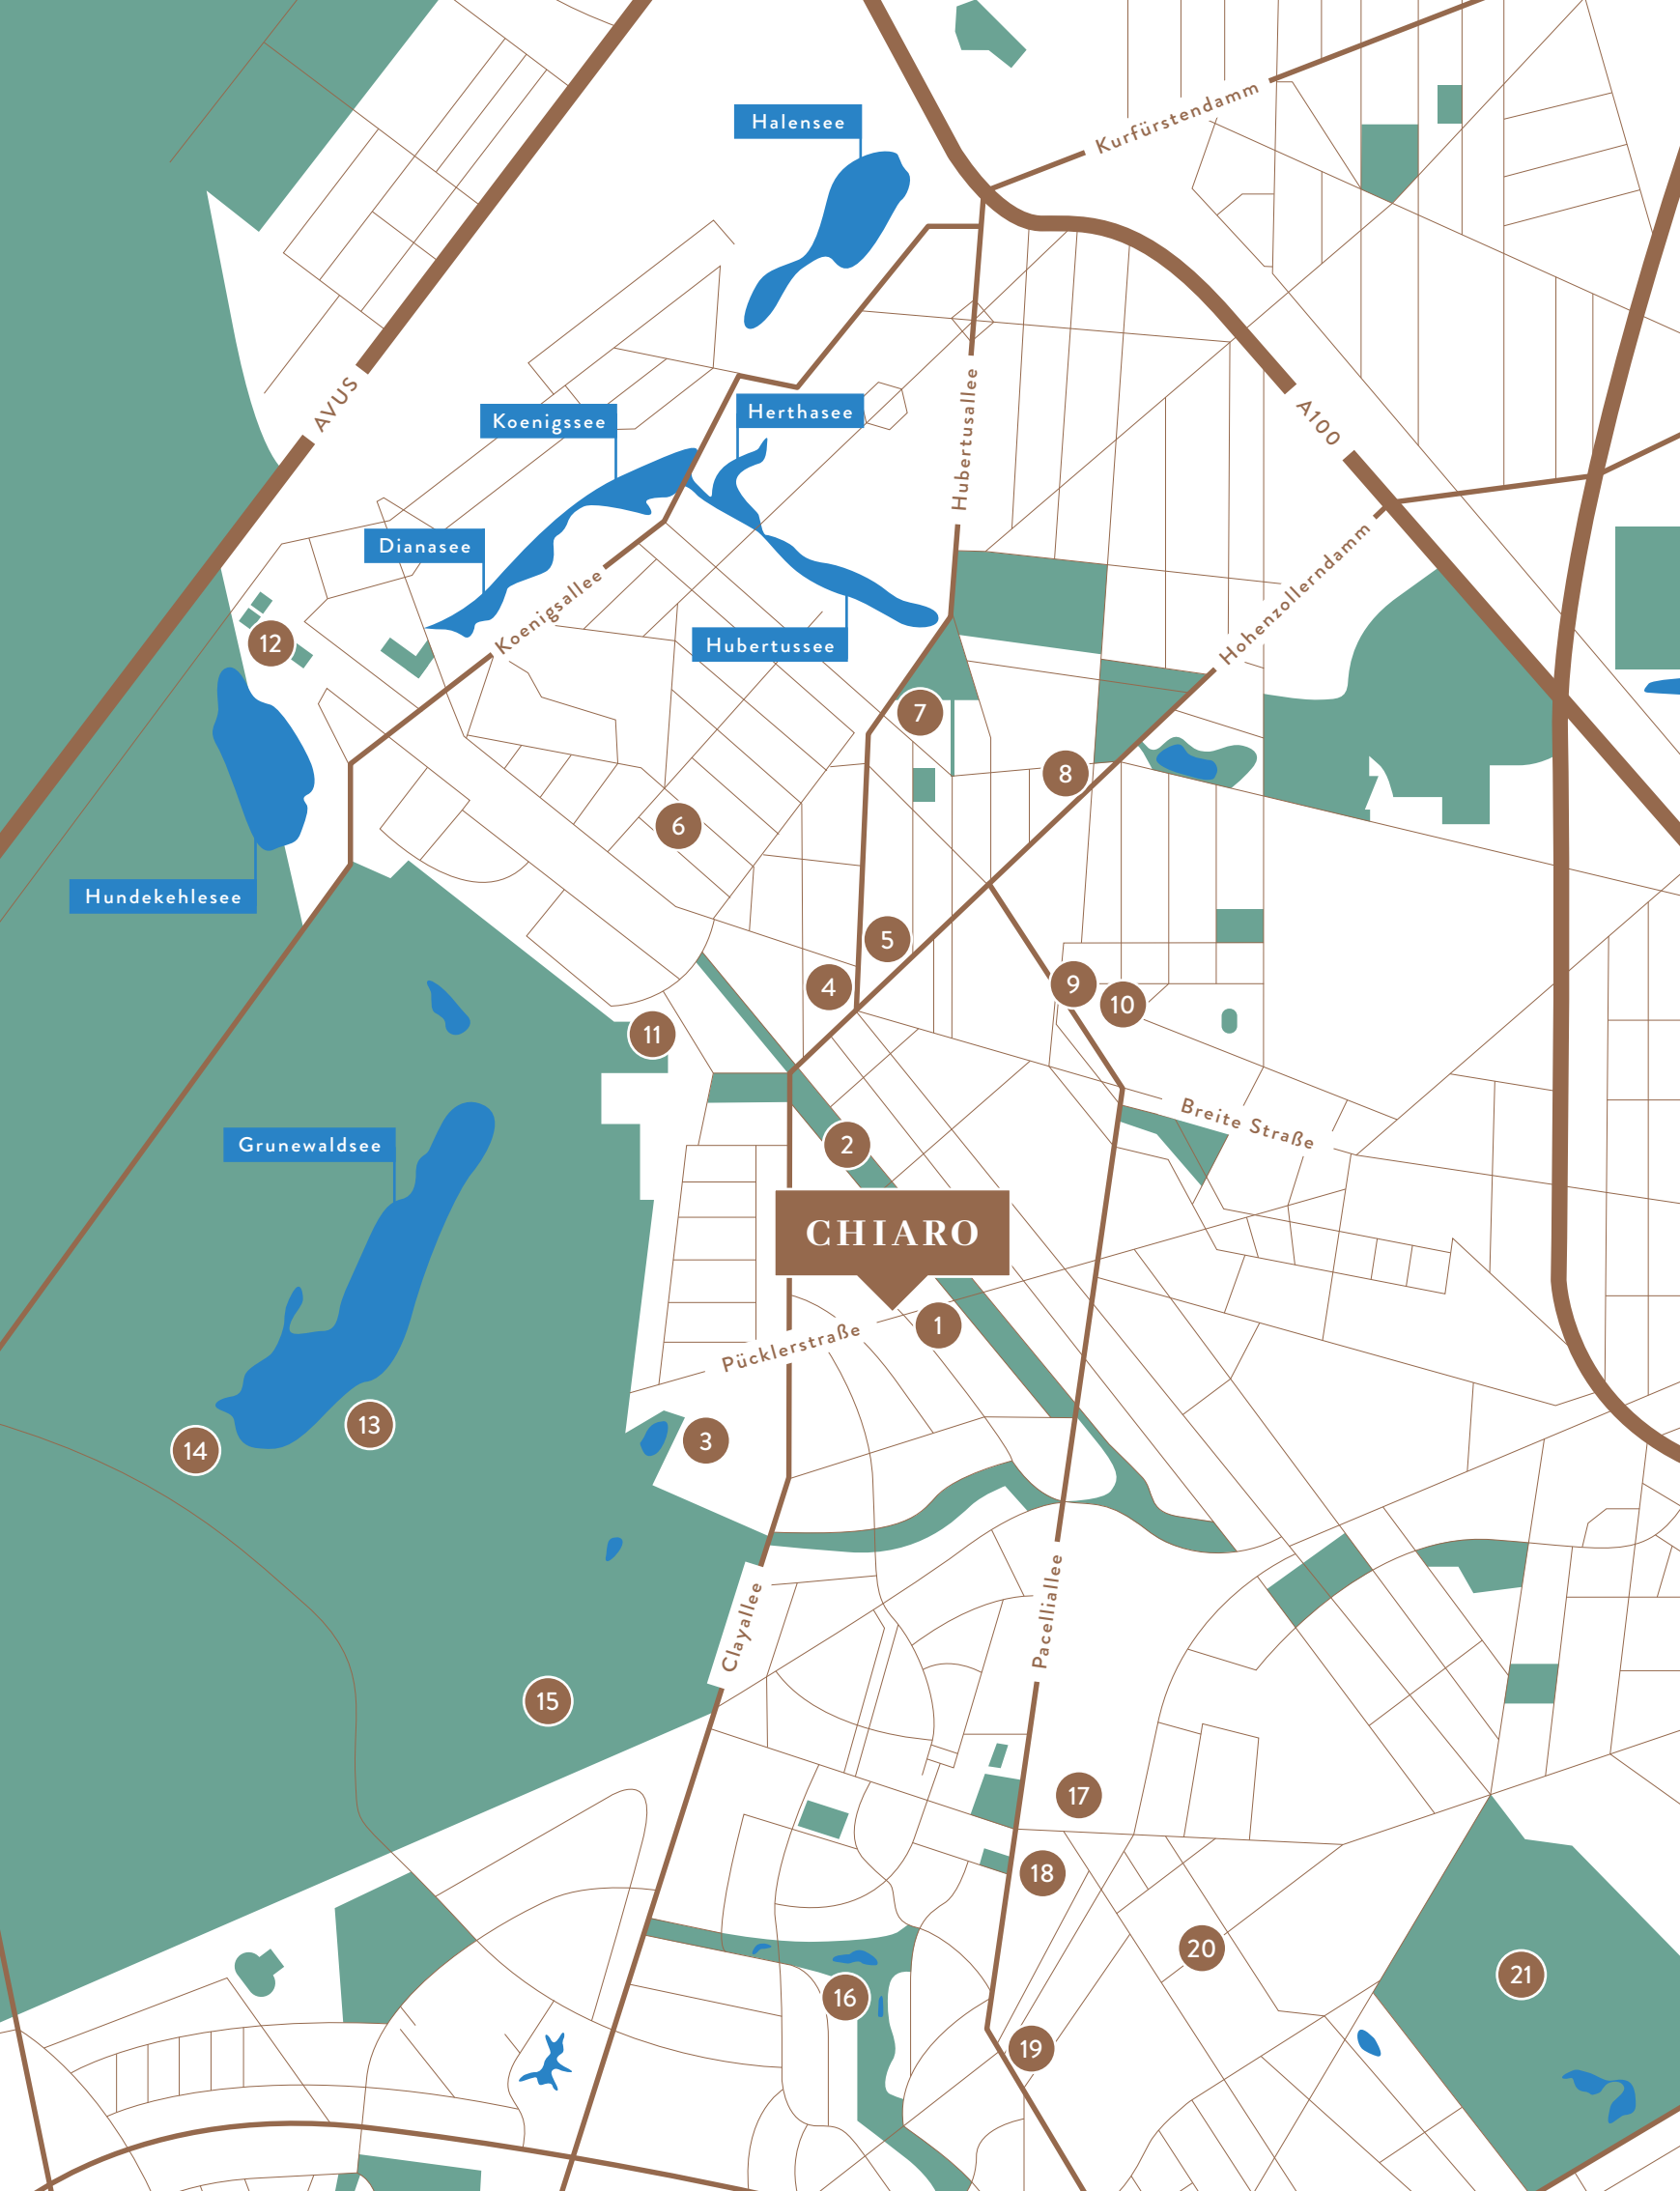 Halensee
Kurfürstendamm
AVUS
Koenigssee
Herthasee
Hubertusallee
A100
Dianasee
Koenigsallee
Hubertussee
Hohenzollerndamm
12
7
8
6
Hundekehlesee
5
4
9
10
11
Breite Straße
Grunewaldsee
2
CHIARO
1
Pücklerstraße
3
13
14
Clayallee
Pacelliallee
15
17
18
20
21
16
19